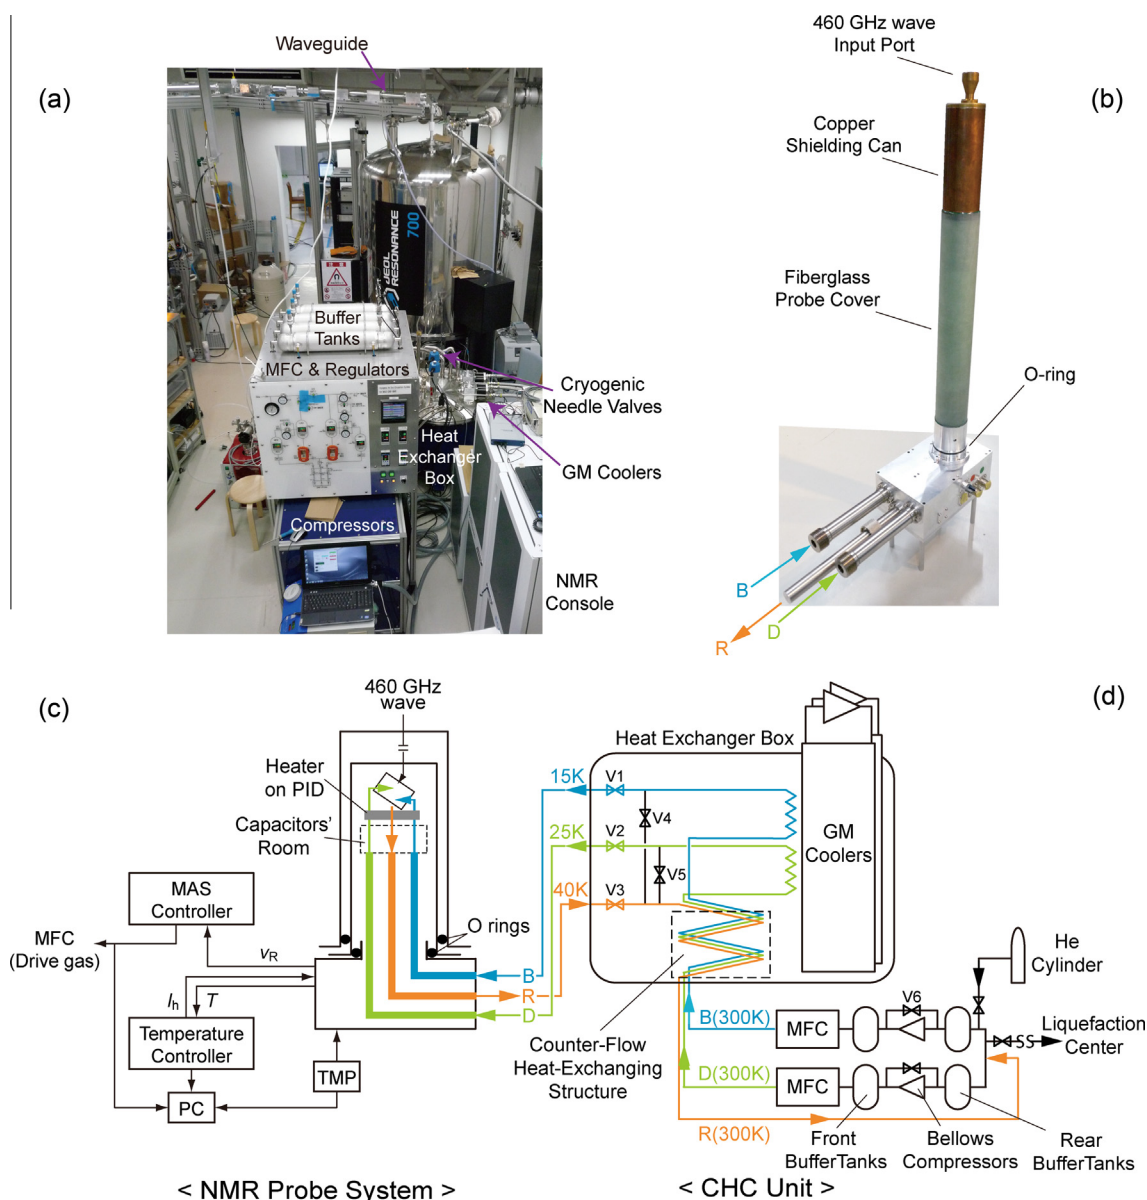 (a)
Waveguide
JEOL RESONANCE
700
Buffer
Tanks
MFC & Regulators
Cryogenic
Needle Valves
Heat
Exchanger
Box
GM Coolers
Compressors
NMR
Console
460 GHz wave
Input Port
(b)
Copper
Shielding Can
Fiberglass
Probe Cover
O-ring
B
D
R
(c)
460 GHz
wave
Heater
on PID
Capacitors'
Room
MAS
Controller
MFC
(Drive gas)
vR
O rings
Ih
T
Temperature
Controller
TMP
PC
B
R
D
< NMR Probe System >
(d)
Heat Exchanger Box
15K
V1
V4
25K
V2
V5
40K
V3
GM
Coolers
He
Cylinder
Counter-Flow
Heat-Exchanging
Structure
B(300K)
MFC
V6
Liquefaction
Center
D(300K)
MFC
R(300K)
Front
BufferTanks
Bellows
Compressors
Rear
BufferTanks
< CHC Unit >